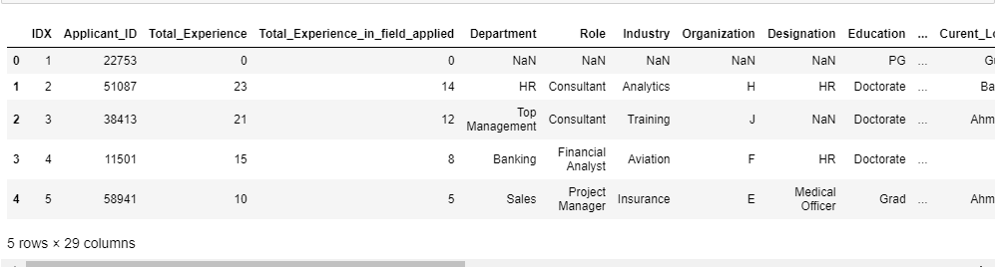 IDX Applicant_ID Total_Experience Total_Experience_in_field_applied Department Role Industry Organization Designation Education ... Curent_Lo
0 1 22753 0 0 NaN NaN NaN NaN NaN PG ... G
1 2 51087 23 14 HR Consultant Analytics H HR Doctorate ... Ba
2 3 38413 21 12 Top Management Consultant Training J NaN Doctorate ... Ahm
3 4 11501 15 8 Banking Financial Analyst Aviation F HR Doctorate ...
4 5 58941 10 5 Sales Project Manager Insurance E Medical Officer Grad ... Ahm
5 rows × 29 columns